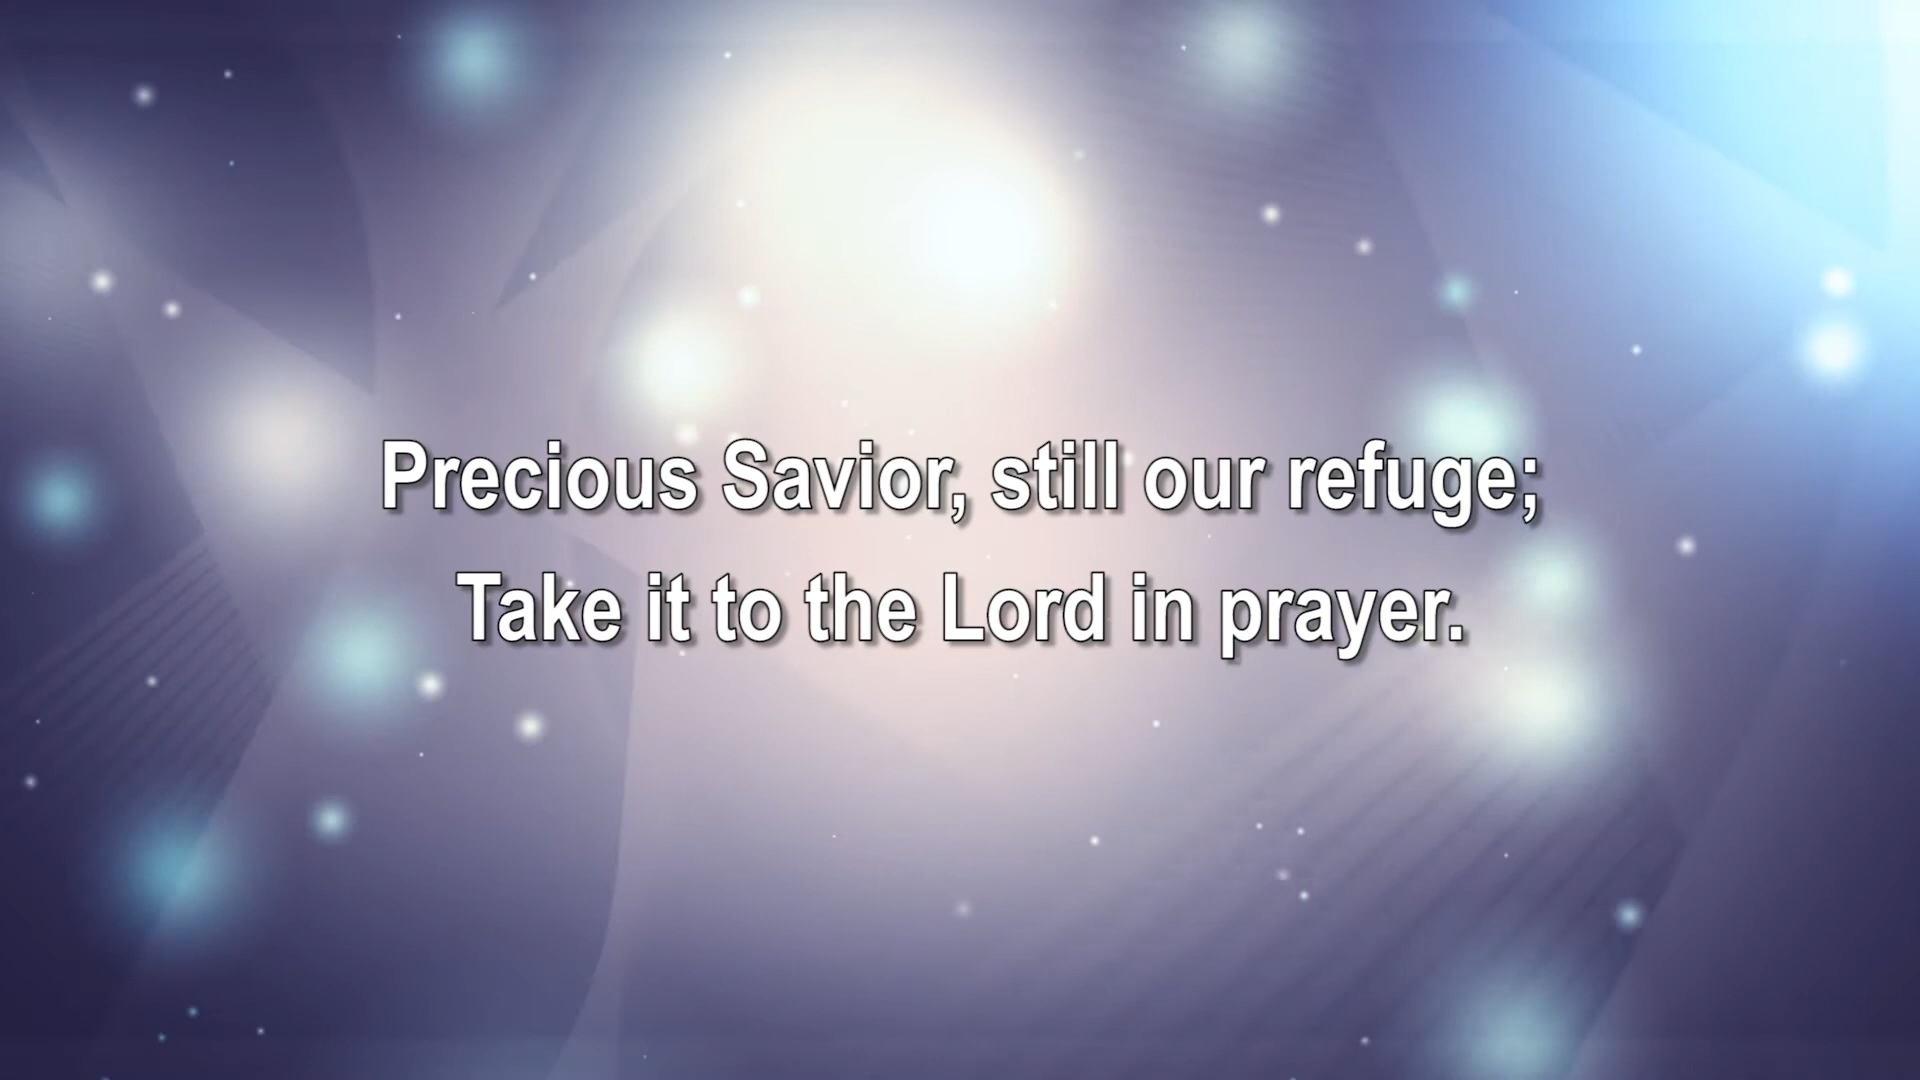 Precious Savior, still our refuge;
Take it to the Lord in prayer.